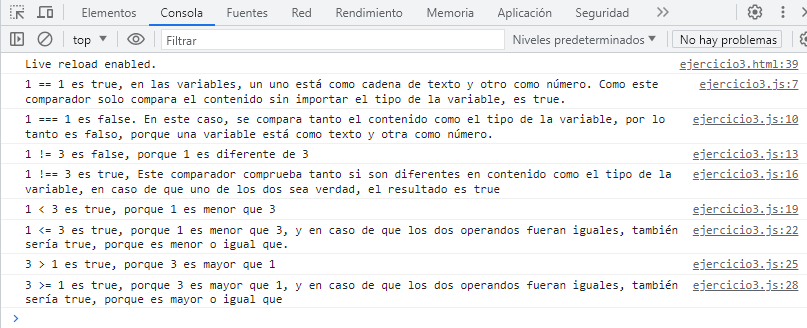 Elementos Consola Fuentes Red Rendimiento Memoria Aplicación Seguridad
top Filtrar Niveles predeterminados No hay problemas
Live reload enabled. ejercicio3.html:39
1 == 1 es true, en las variables, un uno está como cadena de texto y otro como número. Como este ejercicio3.js:7
comparador solo compara el contenido sin importar el tipo de la variable, es true.
1 === 1 es false. En este caso, se compara tanto el contenido como el tipo de la variable, por lo ejercicio3.js:10
tanto es falso, porque una variable está como texto y otra como número.
1 != 3 es false, porque 1 es diferente de 3 ejercicio3.js:13
1 !== 3 es true, Este comparador comprueba tanto si son diferentes en contenido como el tipo de la ejercicio3.js:16
variable, en caso de que uno de los dos sea verdad, el resultado es true
1 < 3 es true, porque 1 es menor que 3 ejercicio3.js:19
1 <= 3 es true, porque 1 es menor que 3, y en caso de que los dos operandos fueran iguales, también ejercicio3.js:22
sería true, porque es menor o igual que.
3 > 1 es true, porque 3 es mayor que 1 ejercicio3.js:25
3 >= 1 es true, porque 3 es mayor que 1, y en caso de que los dos operandos fueran iguales, también ejercicio3.js:28
sería true, porque es mayor o igual que